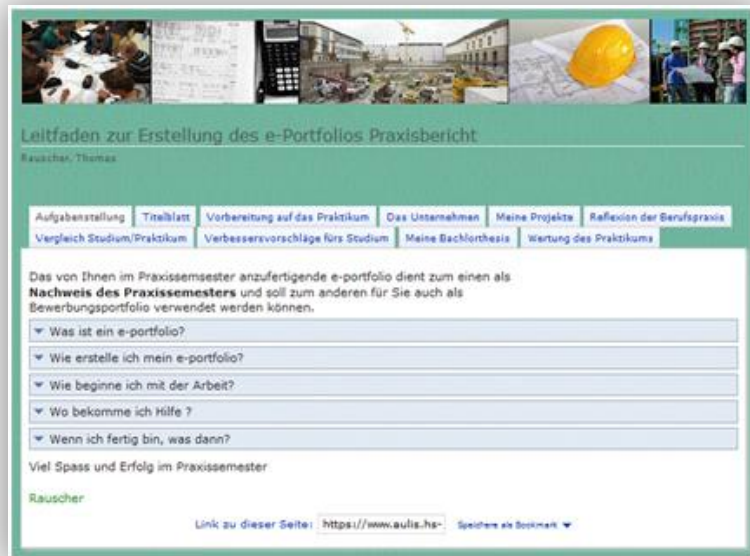 Leitfaden zur Erstellung des e-Portfolios Praxisbericht
Rauscher, Thomas
Aufgabenstellung Titelblatt Vorbereitung auf das Praktikum Das Unternehmen Meine Projekte Reflexion der Berufspraxis
Vergleich Studium/Praktikum Verbesservorschläge fürs Studium Meine Bachlorthesis Wertung des Praktikums
Das von Ihnen im Praxissemsester anzufertigende e-portfolio dient zum einen als
Nachweis des Praxissemesters und soll zum anderen für Sie auch als
Bewerbungsportfolio verwendet werden können.
Was ist ein e-portfolio?
Wie erstelle ich mein e-portfolio?
Wie beginne ich mit der Arbeit?
Wo bekomme ich Hilfe ?
Wenn ich fertig bin, was dann?
Viel Spass und Erfolg im Praxissemester
Rauscher
Link zu dieser Seite: https://www.aulis.hs- Speichere als Bookmark